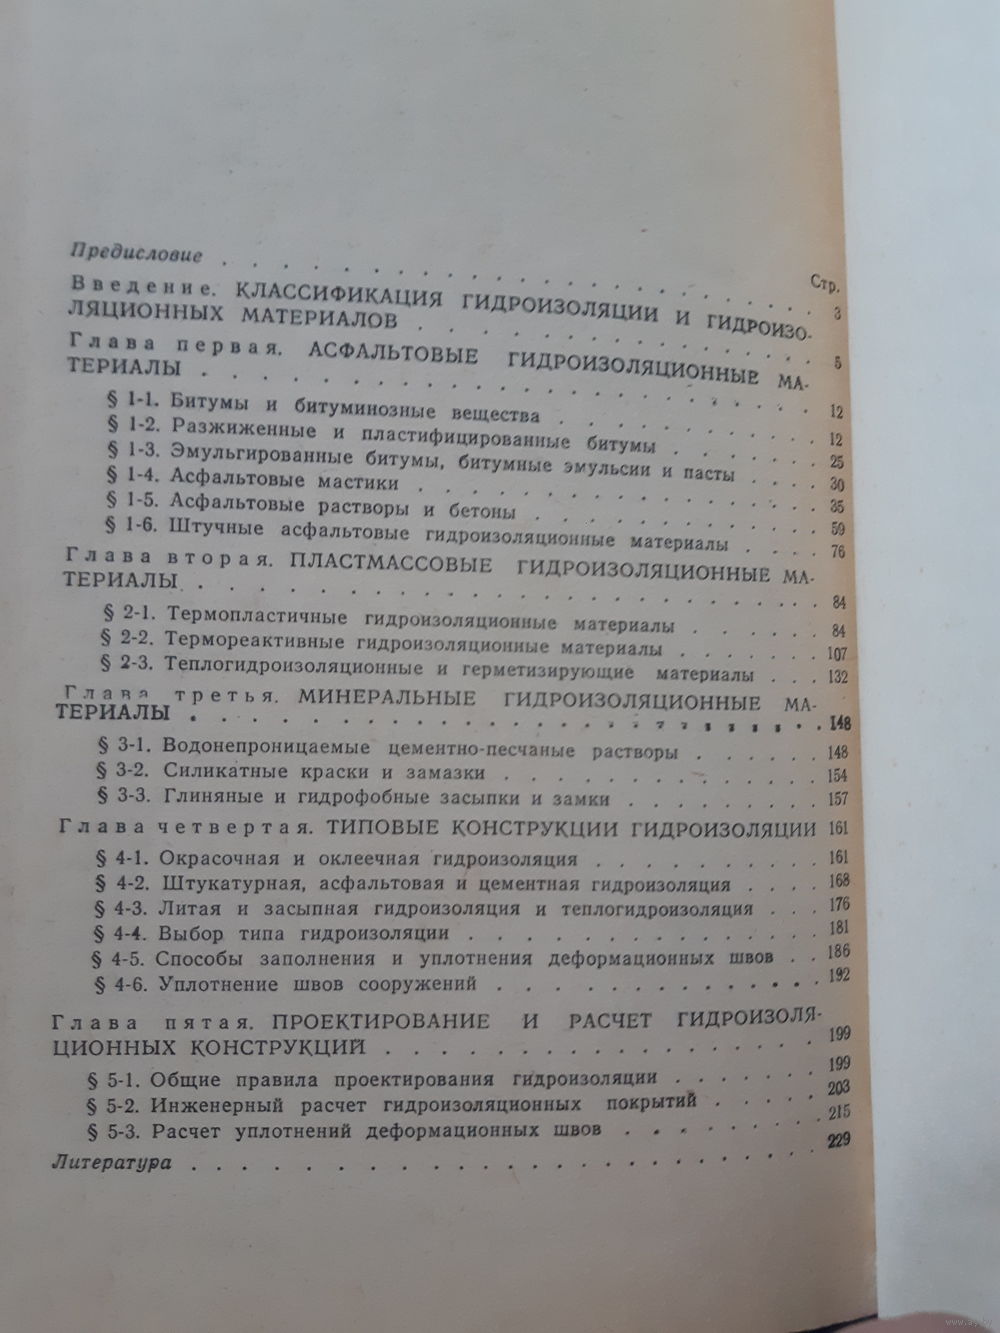 Стр.
Предисловие . . . . . . . . . . . . . . . . . . 3
Введение. КЛАССИФИКАЦИЯ ГИДРОИЗОЛЯЦИИ И ГИДРОИЗО-
ЛЯЦИОННЫХ МАТЕРИАЛОВ . . . . . . . . . . . . . 5
Глава первая. АСФАЛЬТОВЫЕ ГИДРОИЗОЛЯЦИОННЫЕ МА-
ТЕРИАЛЫ . . . . . . . . . . . . . . . . . . 12
§ 1-1. Битумы и битуминозные вещества . . . . . . . . 12
§ 1-2. Разжиженные и пластифицированные битумы . . . . . 25
§ 1-3. Эмульгированные битумы, битумные эмульсии и пасты . . . . 30
§ 1-4. Асфальтовые мастики . . . . . . . . . . . . 35
§ 1-5. Асфальтовые растворы и бетоны . . . . . . . . . 59
§ 1-6. Штучные асфальтовые гидроизоляционные материалы . . . . 76
Глава вторая. ПЛАСТМАССОВЫЕ ГИДРОИЗОЛЯЦИОННЫЕ МА-
ТЕРИАЛЫ . . . . . . . . . . . . . . . . . . 84
§ 2-1. Термопластичные гидроизоляционные материалы . . . . . . 84
§ 2-2. Термореактивные гидроизоляционные материалы . . . . . . 107
§ 2-3. Теплогидроизоляционные и герметизирующие материалы . . . 132
Глава третья. МИНЕРАЛЬНЫЕ ГИДРОИЗОЛЯЦИОННЫЕ МА-
ТЕРИАЛЫ . . . . . . . . . . . . . . . . . . 148
§ 3-1. Водонепроницаемые цементно-песчаные растворы . . . . . . 148
§ 3-2. Силикатные краски и замазки . . . . . . . . . . 154
§ 3-3. Глиняные и гидрофобные засыпки и замки . . . . . . . 157
Глава четвертая. ТИПОВЫЕ КОНСТРУКЦИИ ГИДРОИЗОЛЯЦИИ 161
§ 4-1. Окрасочная и оклеечная гидроизоляция . . . . . . . . 161
§ 4-2. Штукатурная, асфальтовая и цементная гидроизоляция . . . . 168
§ 4-3. Литая и засыпная гидроизоляция и теплогидроизоляция . . . 176
§ 4-4. Выбор типа гидроизоляции . . . . . . . . . . . . 181
§ 4-5. Способы заполнения и уплотнения деформационных швов . . 186
§ 4-6. Уплотнение швов сооружений . . . . . . . . . . . 192
Глава пятая. ПРОЕКТИРОВАНИЕ И РАСЧЕТ ГИДРОИЗОЛЯ-
ЦИОННЫХ КОНСТРУКЦИЙ . . . . . . . . . . . . . . 199
§ 5-1. Общие правила проектирования гидроизоляции . . . . . . 199
§ 5-2. Инженерный расчет гидроизоляционных покрытий . . . . . 203
§ 5-3. Расчет уплотнений деформационных швов . . . . . . . 215
Литература . . . . . . . . . . . . . . . . . . . . 229